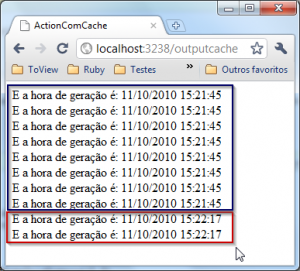 ActionComCache
localhost:3238/outputcache
ToView Ruby Testes » Outros favoritos
E a hora de geração é: 11/10/2010 15:21:45
E a hora de geração é: 11/10/2010 15:21:45
E a hora de geração é: 11/10/2010 15:21:45
E a hora de geração é: 11/10/2010 15:21:45
E a hora de geração é: 11/10/2010 15:21:45
E a hora de geração é: 11/10/2010 15:21:45
E a hora de geração é: 11/10/2010 15:21:45
E a hora de geração é: 11/10/2010 15:21:45
E a hora de geração é: 11/10/2010 15:22:17
E a hora de geração é: 11/10/2010 15:22:17